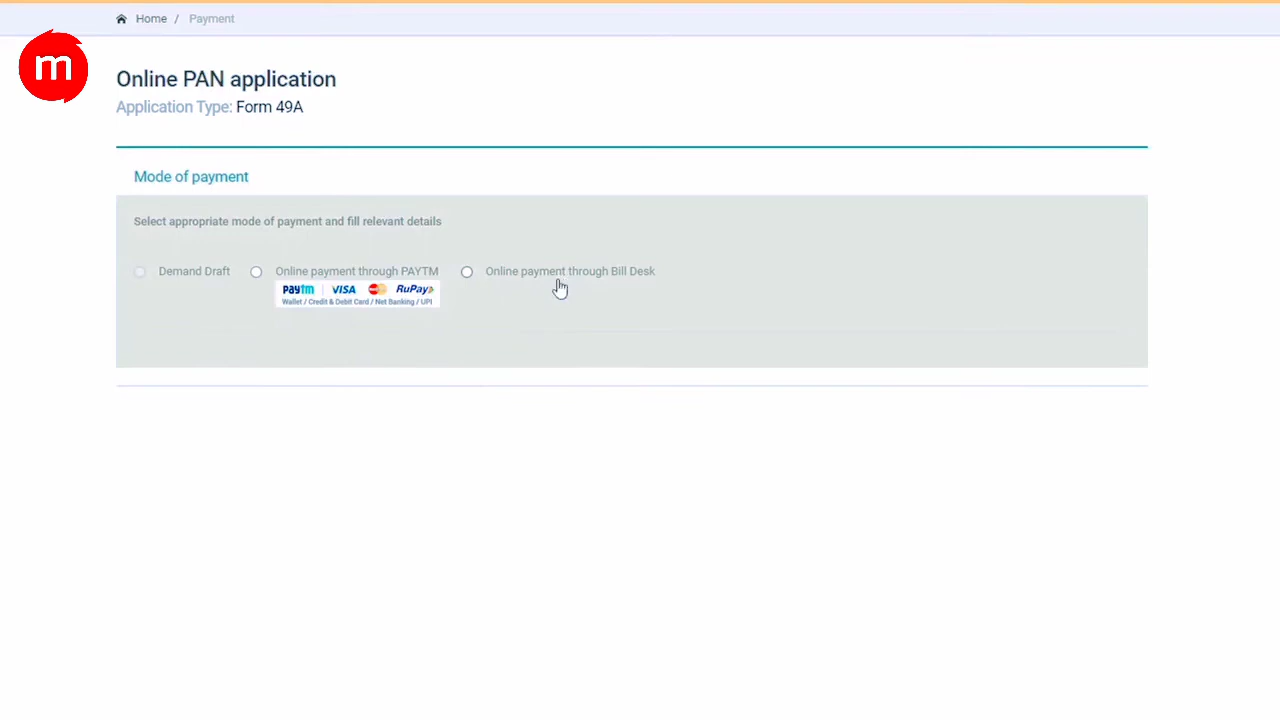 Home / Payment
m
Online PAN application
Application Type: Form 49A
Mode of payment
Select appropriate mode of payment and fill relevant details
Demand Draft Online payment through PAYTM Online payment through Bill Desk
Paytm | VISA RuPay
Wallet / Credit & Debit Card / Net Banking / UPI